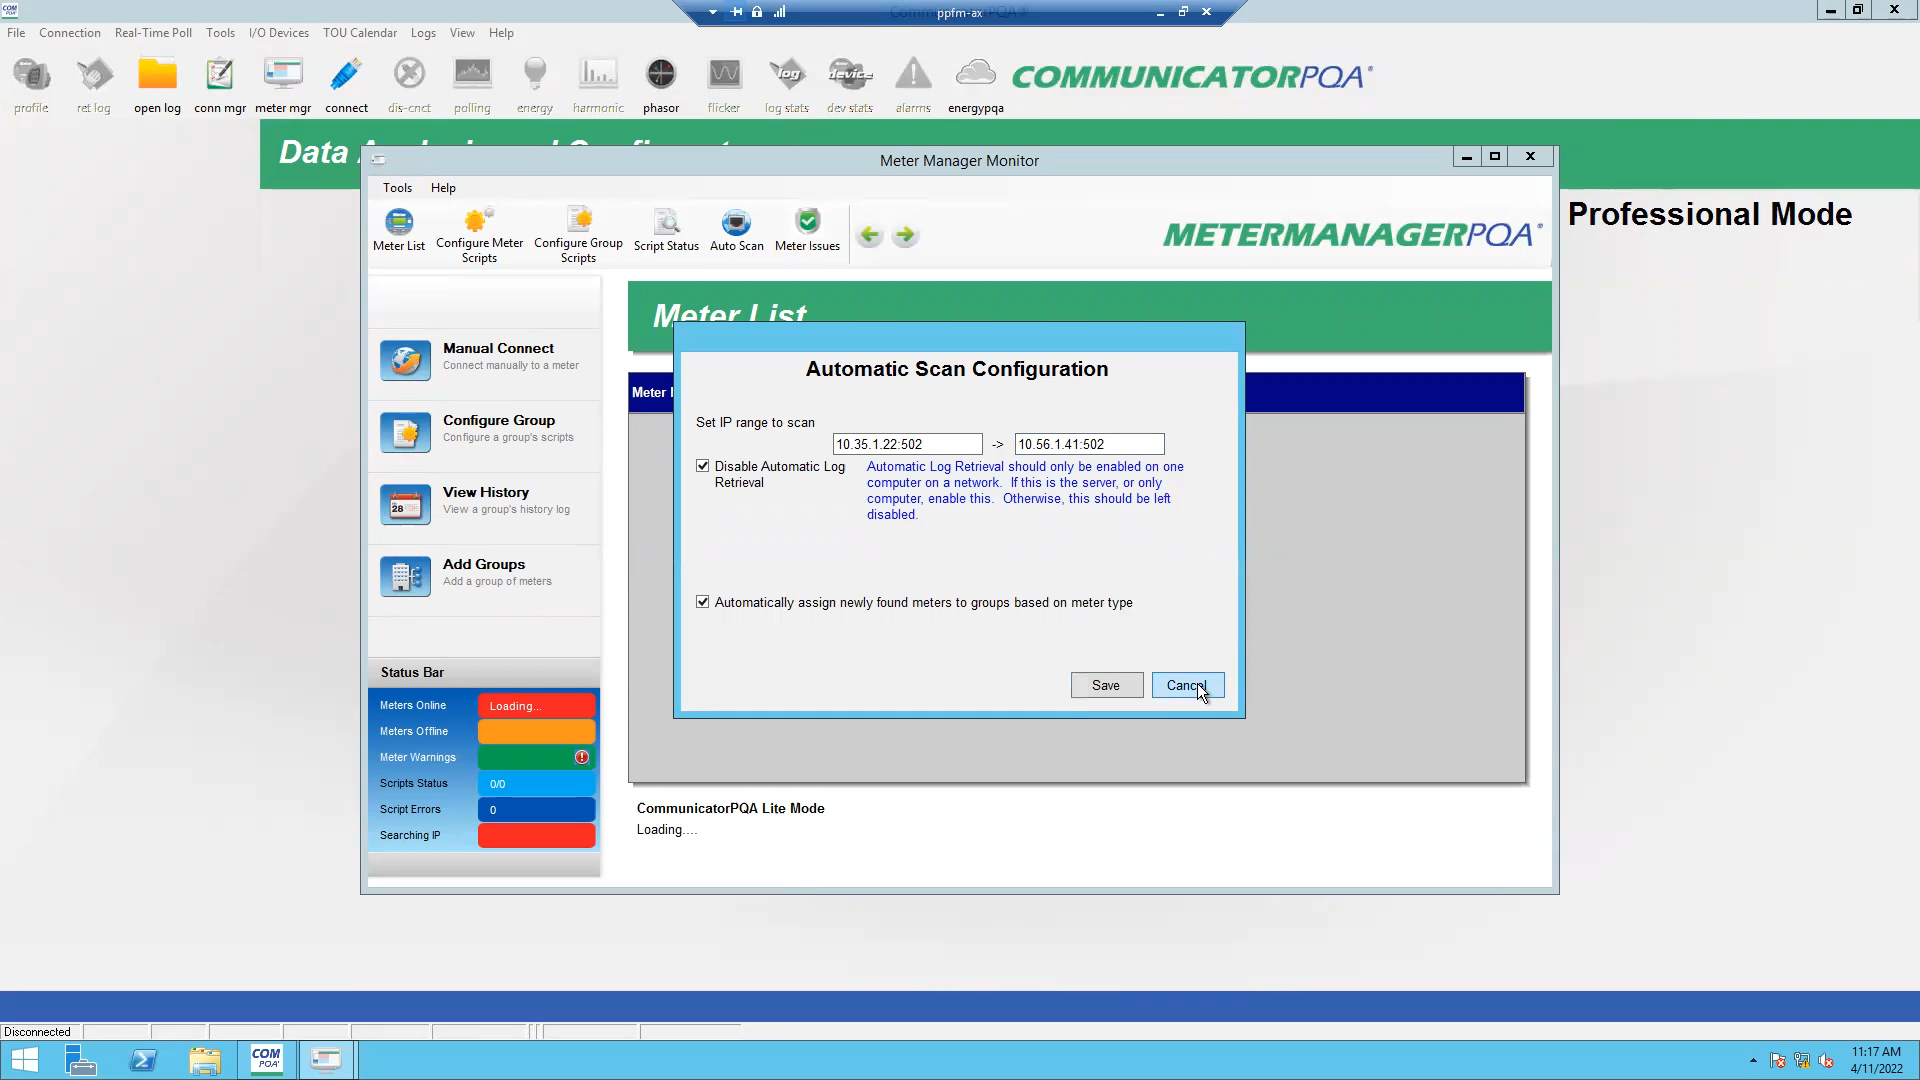 ppfm-ax
File Connection Real-Time Poll Tools I/O Devices TOU Calendar Logs View Help
profile ret log open log conn mgr meter mgr connect dis-cnct polling energy harmonic phasor flicker log stats dev stats alarms energypqa
COMMUNICATORPQA®
Data
Meter Manager Monitor
Professional Mode
Tools Help
Meter List
Configure Meter
Scripts
Configure Group
Scripts
Script Status
Auto Scan
Meter Issues
METERMANAGERPQA®
Manual Connect
Connect manually to a meter
Configure Group
Configure a group's scripts
View History
View a group's history log
Add Groups
Add a group of meters
Status Bar
Meters Online Loading...
Meters Offline
Meter Warnings
Scripts Status 0/0
Script Errors 0
Searching IP
Meter List
Meter
Automatic Scan Configuration
Set IP range to scan
10.35.1.22:502 -> 10.56.1.41:502
Disable Automatic Log
Retrieval
Automatic Log Retrieval should only be enabled on one
computer on a network. If this is the server, or only
computer, enable this. Otherwise, this should be left
disabled.
Automatically assign newly found meters to groups based on meter type
Save Cancel
CommunicatorPQA Lite Mode
Loading....
Disconnected
COM
PQA
11:17 AM
4/11/2022